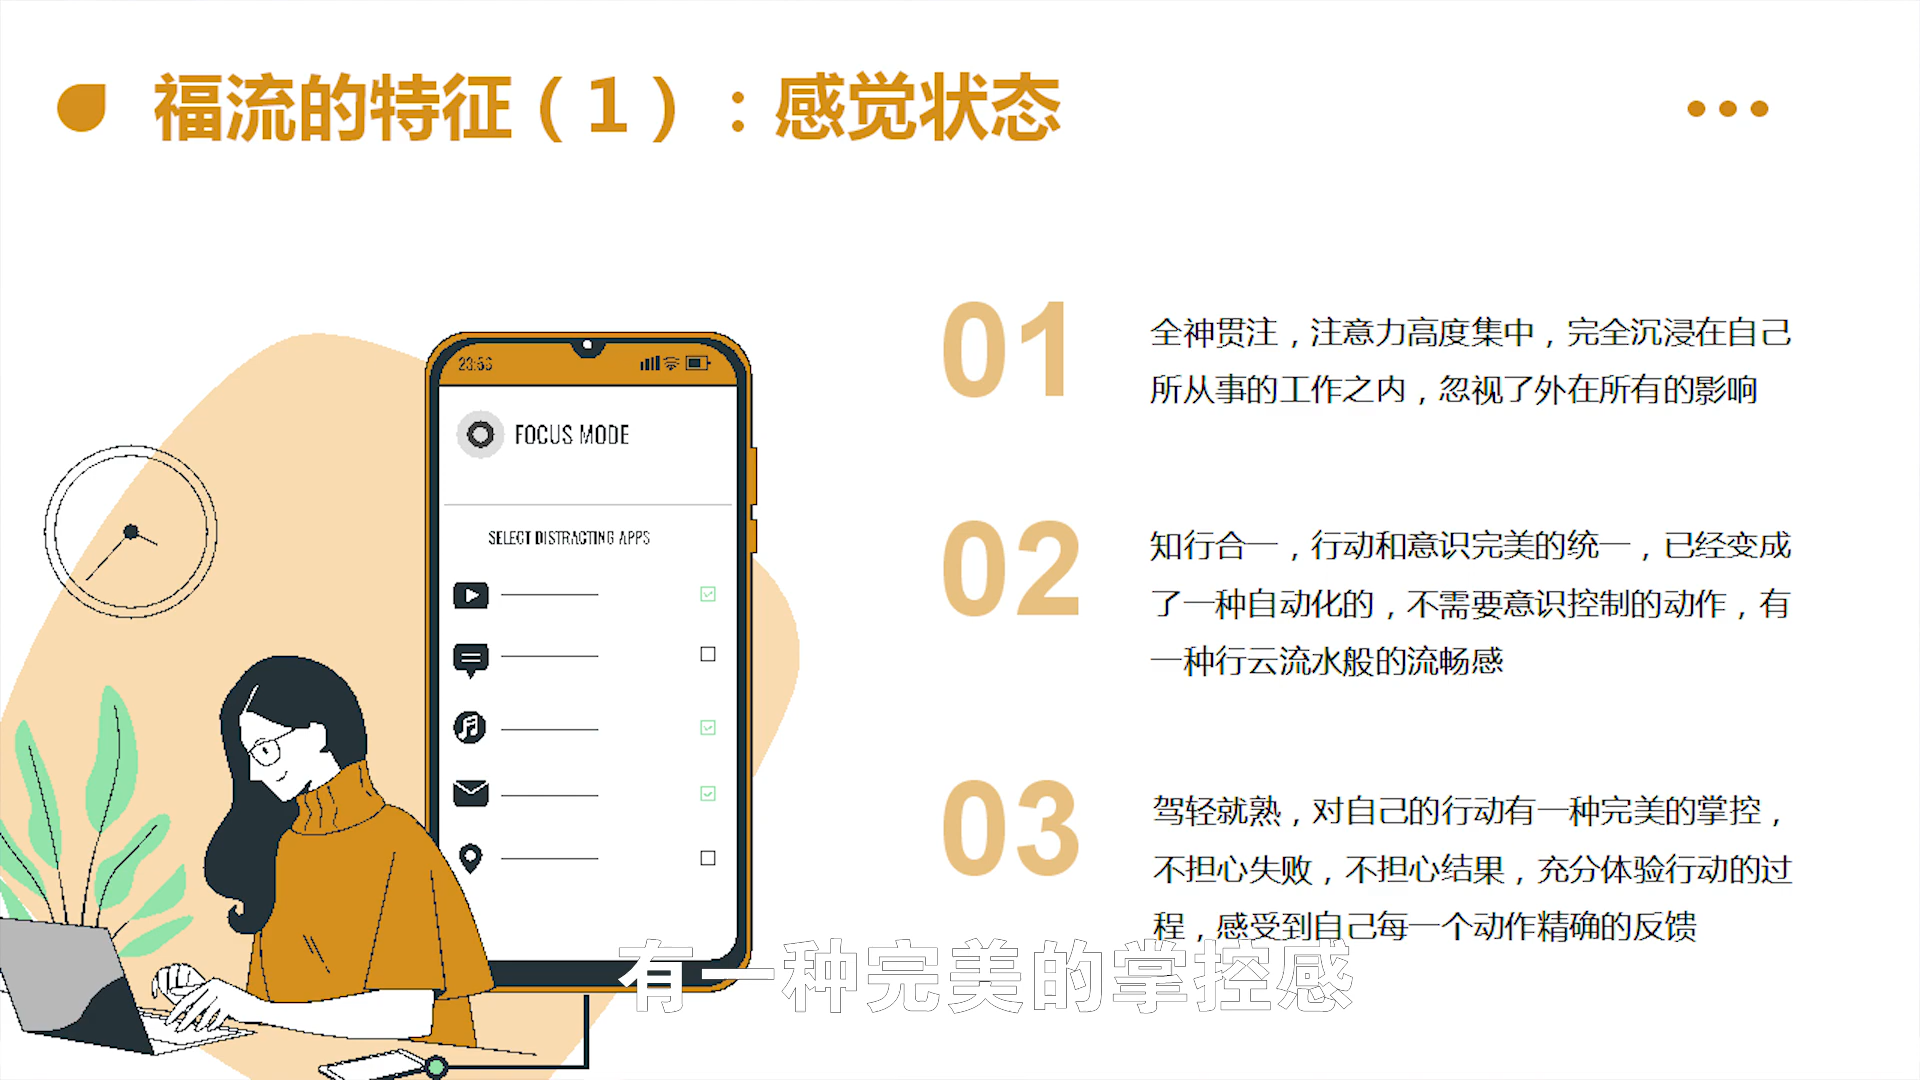 福流的特征（1）：感觉状态
01
全神贯注，注意力高度集中，完全沉浸在自己
所从事的工作之内，忽视了外在所有的影响
02
知行合一，行动和意识完美的统一，已经变成
了一种自动化的，不需要意识控制的动作，有
一种行云流水般的流畅感
03
驾轻就熟，对自己的行动有一种完美的掌控，
不担心失败，不担心结果，充分体验行动的过
程，感受到自己每一个动作精确的反馈
23:56
FOCUS MODE
SELECT DISTRACTING APPS
有一种完美的掌控感